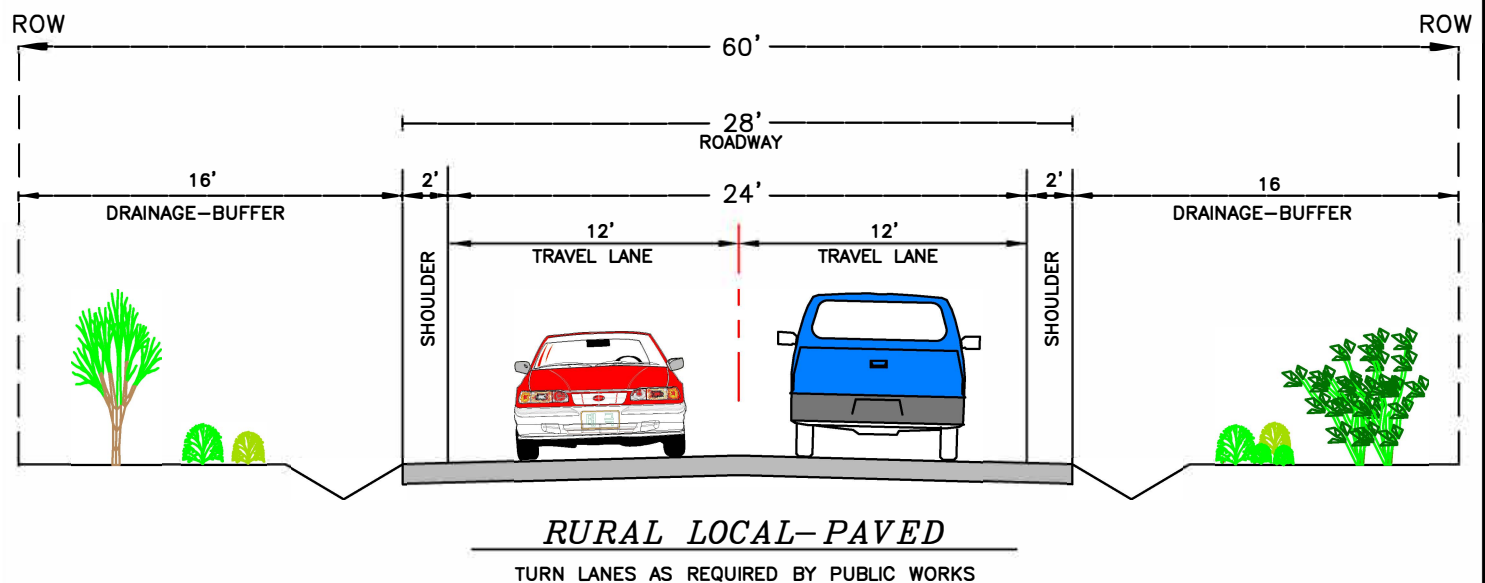 ROW ROW
60'
28'
ROADWAY
16' 2' 24' 2' 16
DRAINAGE-BUFFER DRAINAGE-BUFFER
12' 12'
TRAVEL LANE TRAVEL LANE
SHOULDER SHOULDER
RURAL LOCAL-PAVED
TURN LANES AS REQUIRED BY PUBLIC WORKS